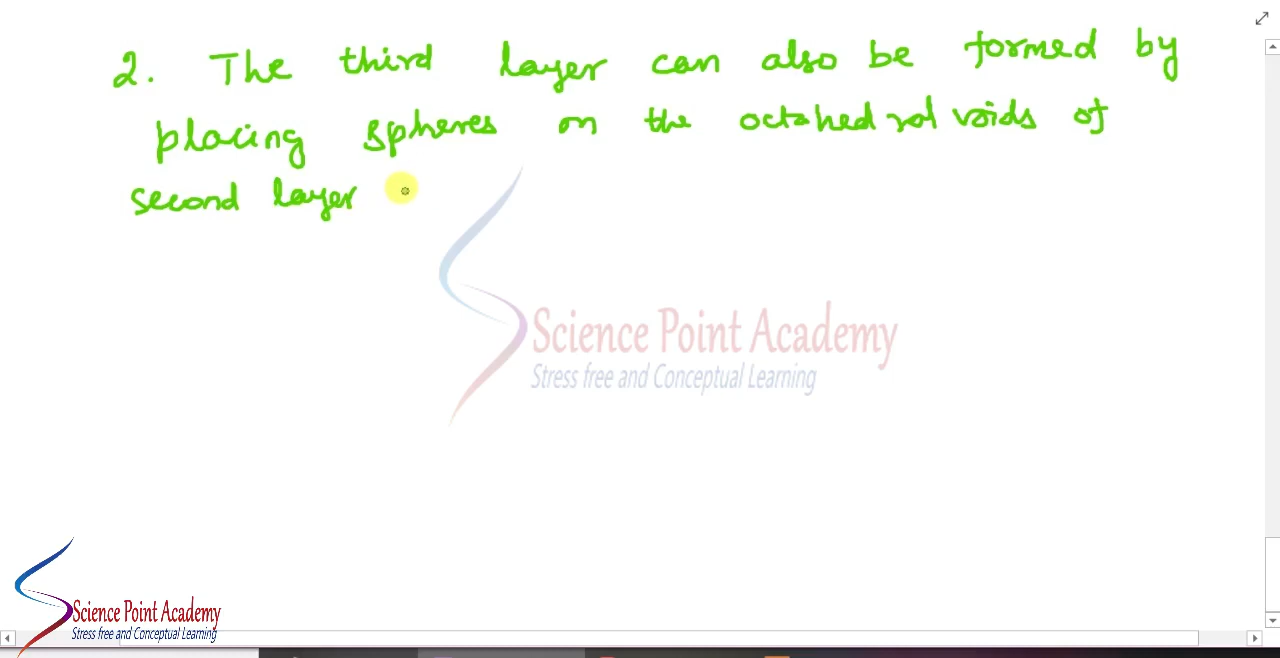 2. The third layer can also be formed by
placing spheres on the octahedral voids of
second layer
Science Point Academy
Stress free and Conceptual Learning
Science Point Academy
Stress free and Conceptual Learning